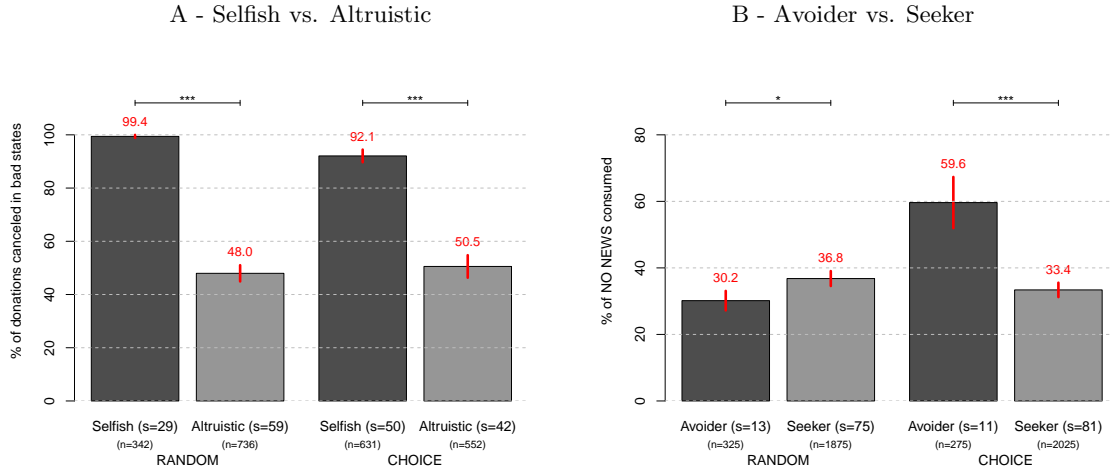 A - Selfish vs. Altruistic
***
***
99.4
48.0
92.1
50.5
% of donations canceled in bad states
0
20
40
60
80
100
Selfish (s=29)
Altruistic (s=59)
Selfish (s=50)
Altruistic (s=42)
(n=342)
(n=736)
(n=631)
(n=552)
RANDOM
CHOICE
B - Avoider vs. Seeker
*
***
30.2
36.8
59.6
33.4
% of NO NEWS consumed
0
20
40
60
80
Avoider (s=13)
Seeker (s=75)
Avoider (s=11)
Seeker (s=81)
(n=325)
(n=1875)
(n=275)
(n=2025)
RANDOM
CHOICE